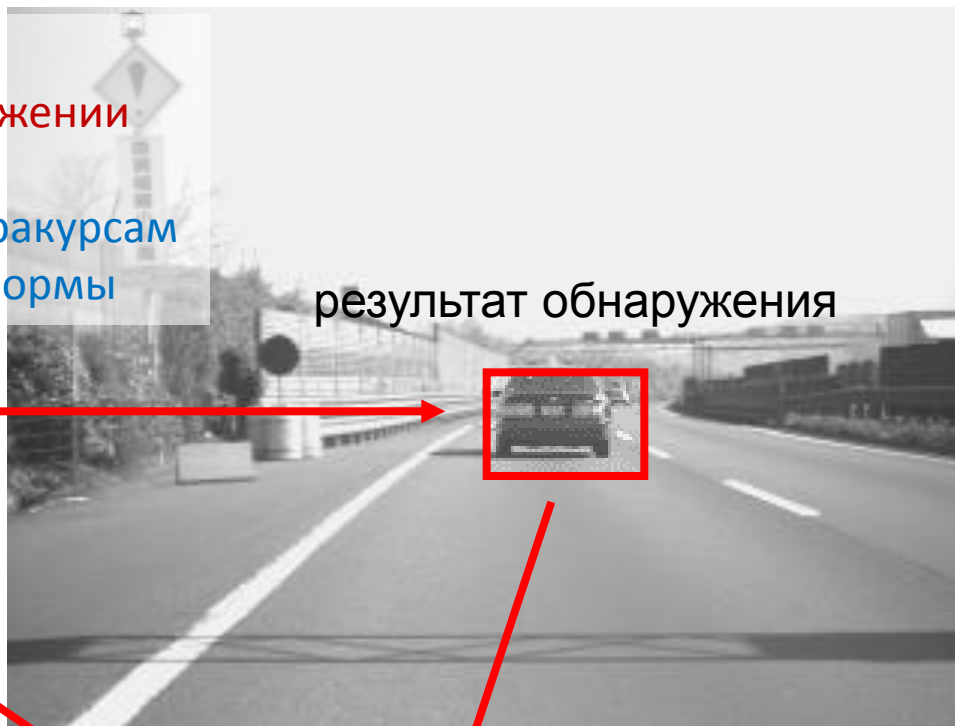 жении
ракурсам
ормы
результат обнаружения